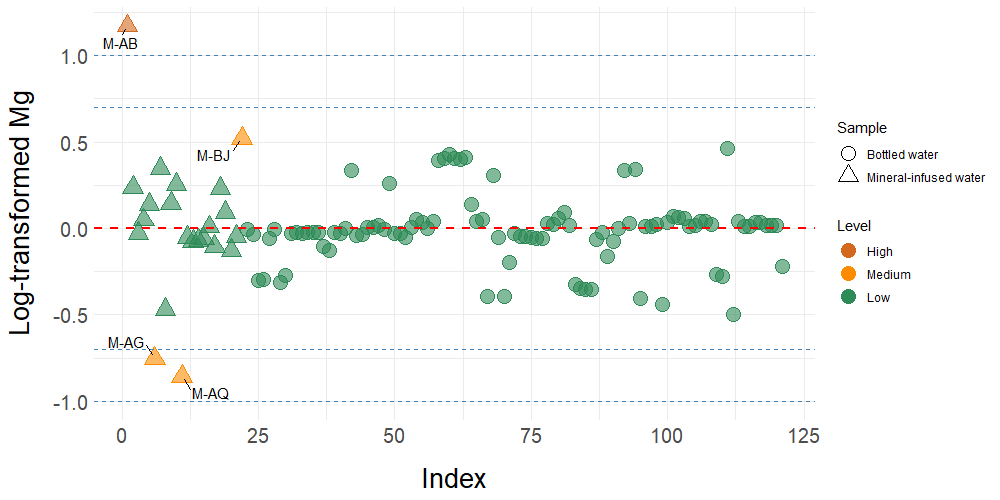 Log-transformed Mg
1.0
0.5
0.0
-0.5
-1.0
M-AB
M-BJ
M-AG
M-AQ
0 25 50 75 100 125
Index
Sample
Bottled water
Mineral-infused water
Level
High
Medium
Low